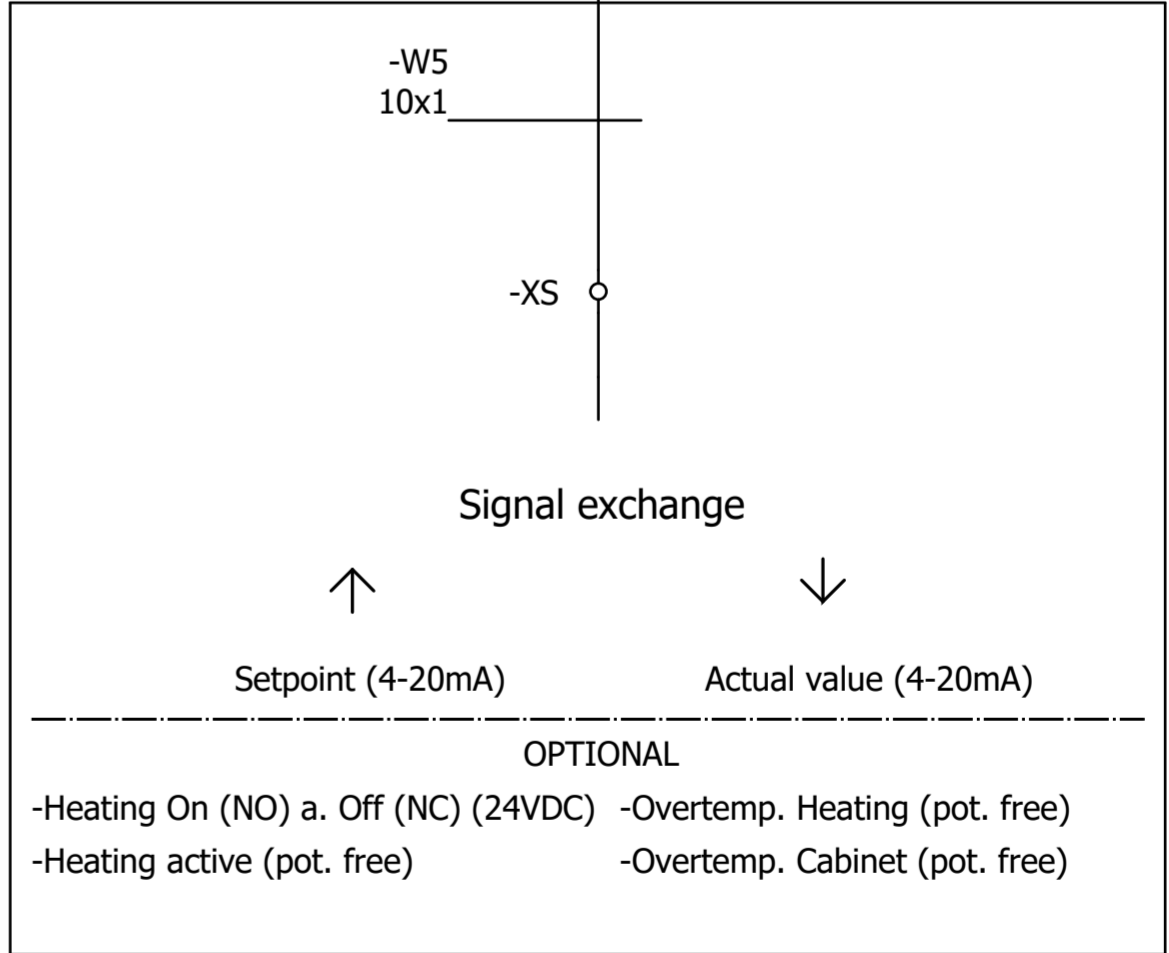 -W5
10x1
-XS
Signal exchange
Setpoint (4-20mA) Actual value (4-20mA)
OPTIONAL
-Heating On (NO) a. Off (NC) (24VDC) -Overtemp. Heating (pot. free)
-Heating active (pot. free) -Overtemp. Cabinet (pot. free)